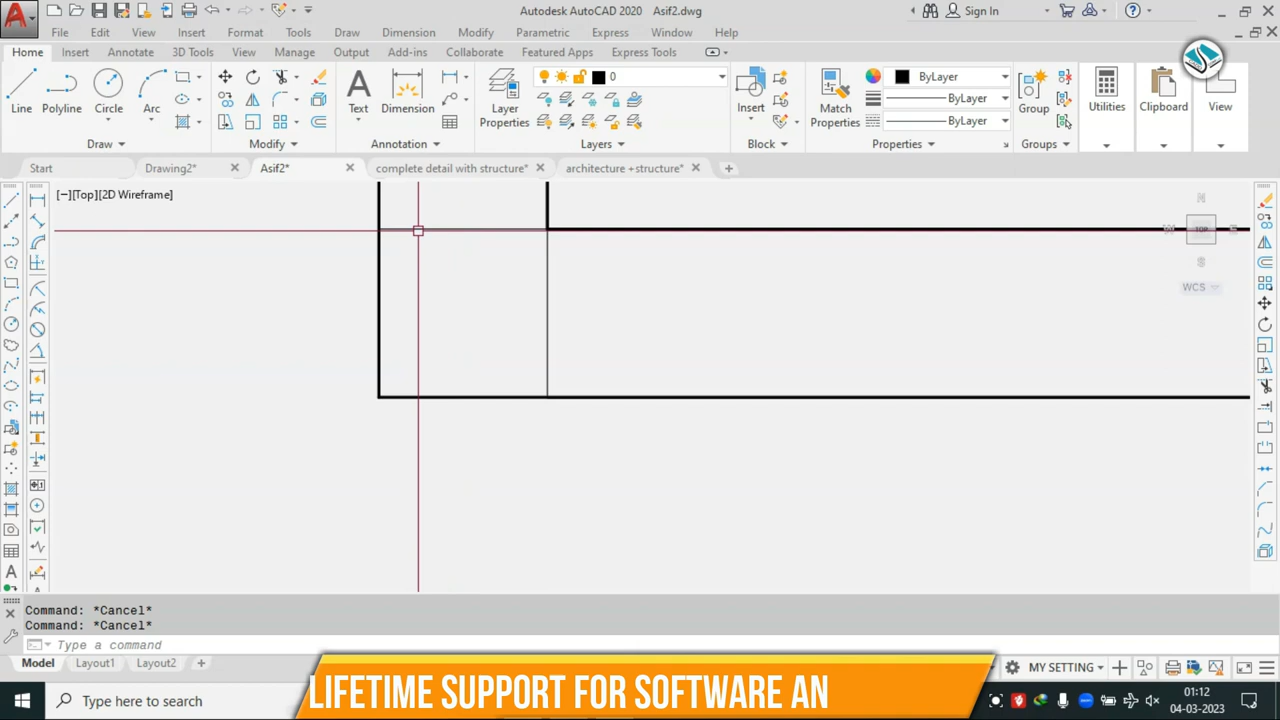 Autodesk AutoCAD 2020 Asif2.dwg
Sign In
File Edit View Insert Format Tools Draw Dimension Modify Parametric Express Window Help
Home Insert Annotation 3D Tools View Manage Output Add-ins Collaborate Featured Apps Express Tools
0
ByLayer
ByLayer
ByLayer
Line Polyline Circle Arc
Text Dimension
Layer Properties
Insert
Match Properties
Group Utilities Clipboard View
Draw Modify Annotation Layers Block Properties Groups
Start Drawing2* Asif2* complete detail with structure* architecture +structure*
[−][Top][2D Wireframe]
N
TOP
S
WCS
Command: *Cancel*
Command: *Cancel*
Type a command
Model Layout1 Layout2
MY SETTING
LIFETIME SUPPORT FOR SOFTWARE AN
Type here to search
01:12
04-03-2023